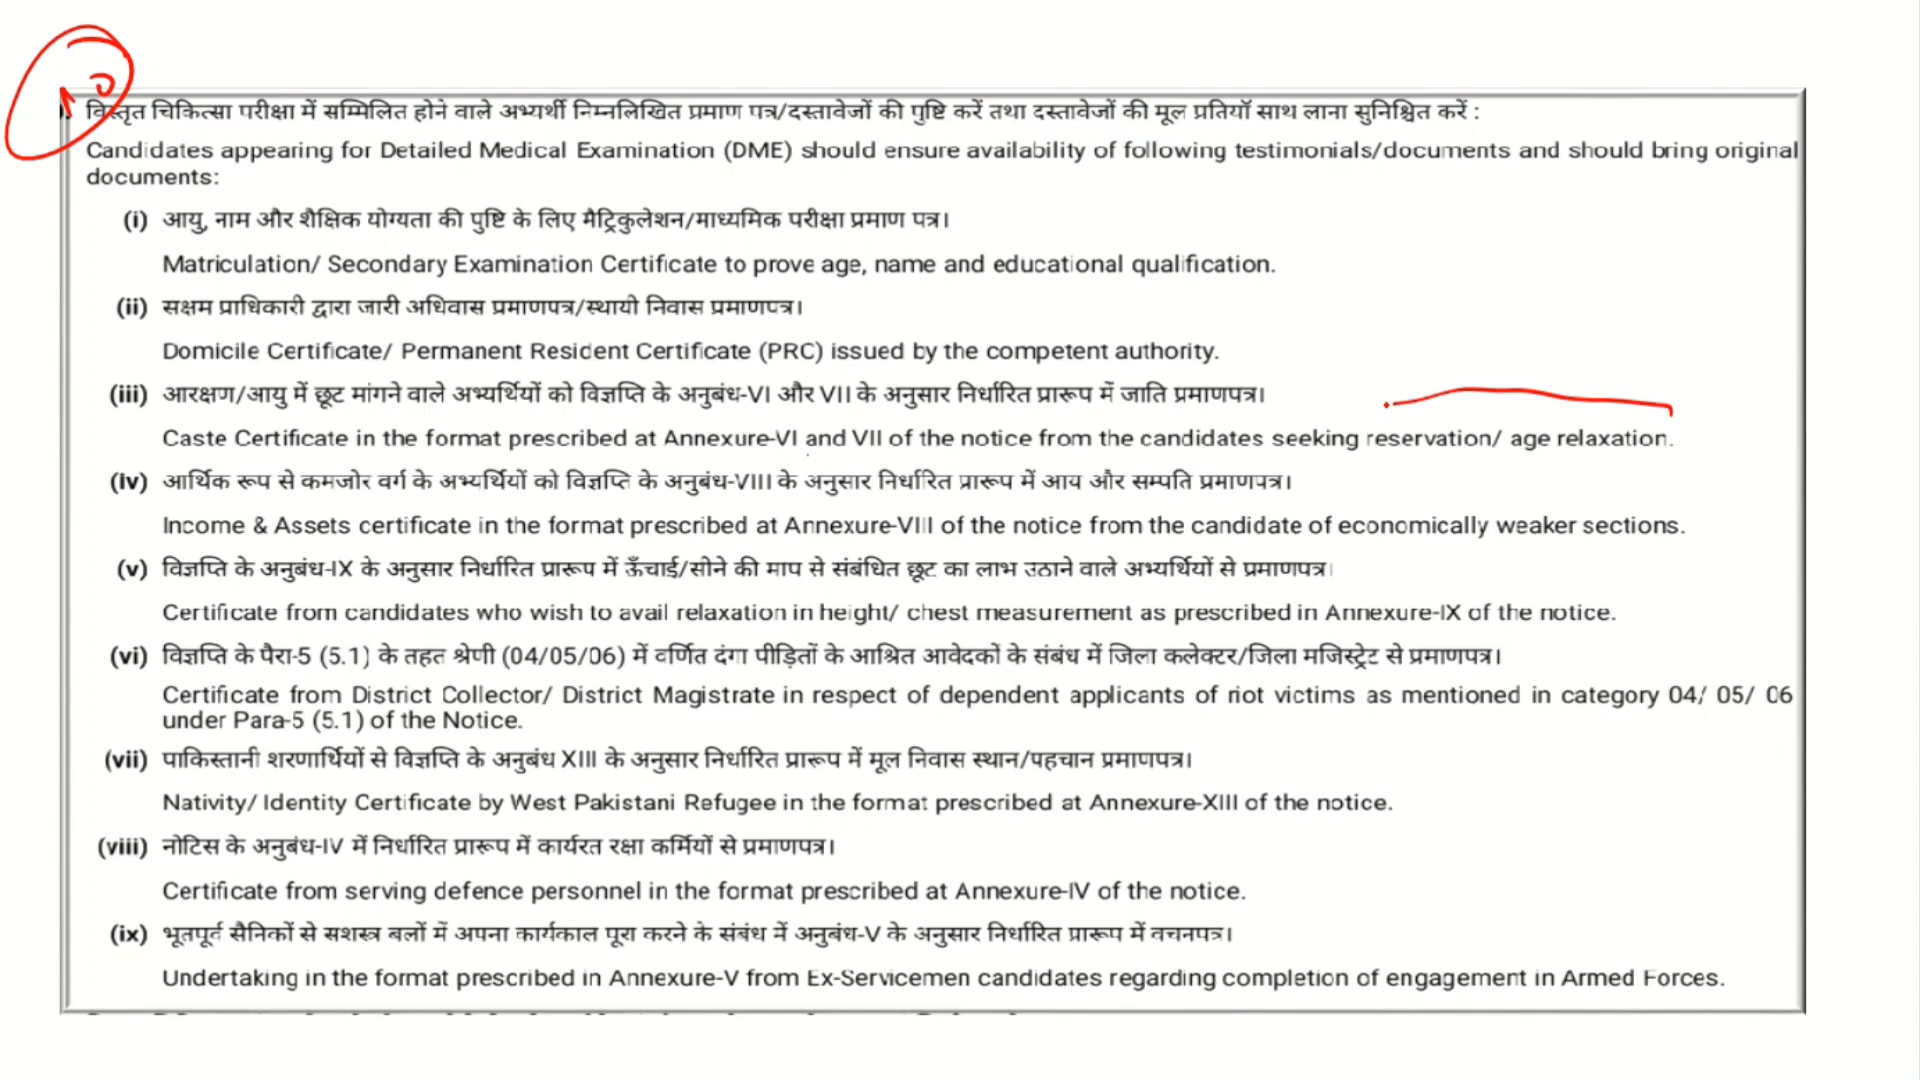 विस्तृत चिकित्सा परीक्षा में सम्मिलित होने वाले अभ्यर्थी निम्नलिखित प्रमाण पत्र/दस्तावेजों की पुष्टि करें तथा दस्तावेजों की मूल प्रतियॉ साथ लाना सुनिश्चित करें :
Candidates appearing for Detailed Medical Examination (DME) should ensure availability of following testimonials/documents and should bring original
documents:
(i) आयु, नाम और शैक्षिक योग्यता की पुष्टि के लिए मैट्रिकुलेशन/माध्यमिक परीक्षा प्रमाण पत्र।
Matriculation/ Secondary Examination Certificate to prove age, name and educational qualification.
(ii) सक्षम प्राधिकारी द्वारा जारी अधिवास प्रमाणपत्र/स्थायी निवास प्रमाणपत्र।
Domicile Certificate/ Permanent Resident Certificate (PRC) issued by the competent authority.
(iii) आरक्षण/आयु में छूट मांगने वाले अभ्यर्थियों को विज्ञप्ति के अनुबंध-VI और VII के अनुसार निर्धारित प्रारूप में जाति प्रमाणपत्र।
Caste Certificate in the format prescribed at Annexure-VI and VII of the notice from the candidates seeking reservation/ age relaxation.
(iv) आर्थिक रूप से कमजोर वर्ग के अभ्यर्थियों को विज्ञप्ति के अनुबंध-VIII के अनुसार निर्धारित प्रारूप में आय और सम्पति प्रमाणपत्र।
Income & Assets certificate in the format prescribed at Annexure-VIII of the notice from the candidate of economically weaker sections.
(v) विज्ञप्ति के अनुबंध-IX के अनुसार निर्धारित प्रारूप में ऊँचाई/सीने की माप से संबंधित छूट का लाभ उठाने वाले अभ्यर्थियों से प्रमाणपत्र।
Certificate from candidates who wish to avail relaxation in height/ chest measurement as prescribed in Annexure-IX of the notice.
(vi) विज्ञप्ति के पैरा-5 (5.1) के तहत श्रेणी (04/05/06) में वर्णित दंगा पीड़ितों के आश्रित आवेदकों के संबंध में जिला कलेक्टर/जिला मजिस्ट्रेट से प्रमाणपत्र।
Certificate from District Collector/ District Magistrate in respect of dependent applicants of riot victims as mentioned in category 04/ 05/ 06
under Para-5 (5.1) of the Notice.
(vii) पाकिस्तानी शरणार्थियों से विज्ञप्ति के अनुबंध XIII के अनुसार निर्धारित प्रारूप में मूल निवास स्थान/पहचान प्रमाणपत्र।
Nativity/ Identity Certificate by West Pakistani Refugee in the format prescribed at Annexure-XIII of the notice.
(viii) नोटिस के अनुबंध-IV में निर्धारित प्रारूप में कार्यरत रक्षा कर्मियों से प्रमाणपत्र।
Certificate from serving defence personnel in the format prescribed at Annexure-IV of the notice.
(ix) भूतपूर्व सैनिकों से सशस्त्र बलों में अपना कार्यकाल पूरा करने के संबंध में अनुबंध-V के अनुसार निर्धारित प्रारूप में वचनपत्र।
Undertaking in the format prescribed in Annexure-V from Ex-Servicemen candidates regarding completion of engagement in Armed Forces.